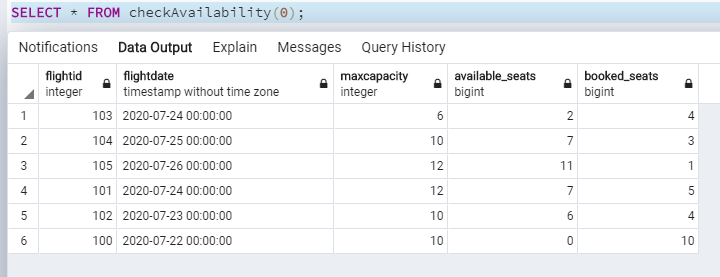 SELECT * FROM checkAvailability(0);
Notifications Data Output Explain Messages Query History
flightid flightdate maxcapacity available_seats booked_seats
integer timestamp without time zone integer bigint bigint
1 103 2020-07-24 00:00:00 6 2 4
2 104 2020-07-25 00:00:00 10 7 3
3 105 2020-07-26 00:00:00 12 11 1
4 101 2020-07-24 00:00:00 12 7 5
5 102 2020-07-23 00:00:00 10 6 4
6 100 2020-07-22 00:00:00 10 0 10